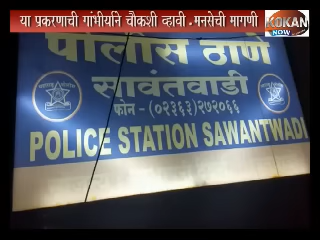 या प्रकरणाची गांभीर्याने चौकशी व्हावी - मनसेची मागणी
KOKAN
NOW
पोलीस ठाणे
सावंतवाडी
फोन - (०२३६३)२७२०६६
POLICE STATION SAWANTWADI